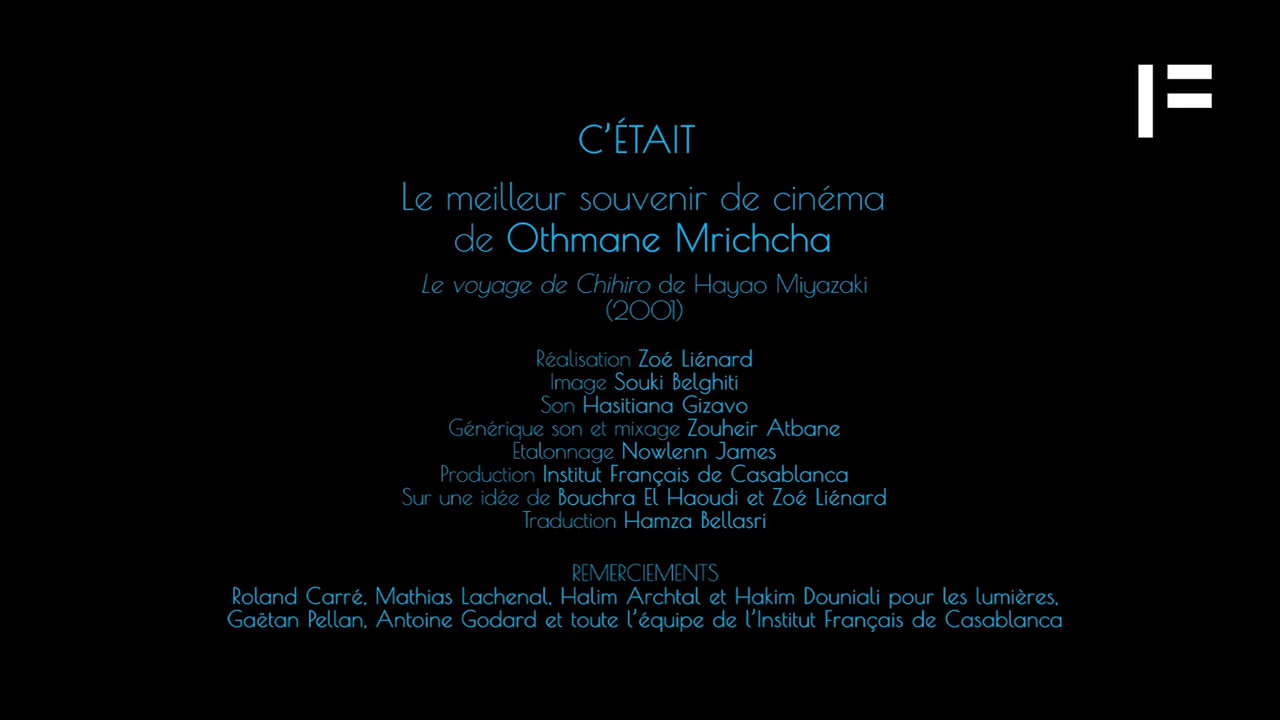 C'ÉTAIT
Le meilleur souvenir de cinéma
de Othmane Mrichcha
Le voyage de Chihiro de Hayao Miyazaki
(2001)
Réalisation Zoé Liénard
Image Souki Belghiti
Son Hasitiana Gizavo
Générique son et mixage Zouheir Atbane
Etalonnage Nowlenn James
Production Institut Français de Casablanca
Sur une idée de Bouchra El Haoudi et Zoé Liénard
Traduction Hamza Bellasri
REMERCIEMENTS
Roland Carré, Mathias Lachenal, Halim Archtal et Hakim Douniali pour les lumières,
Gaëtan Pellan, Antoine Godard et toute l'équipe de l'Institut Français de Casablanca